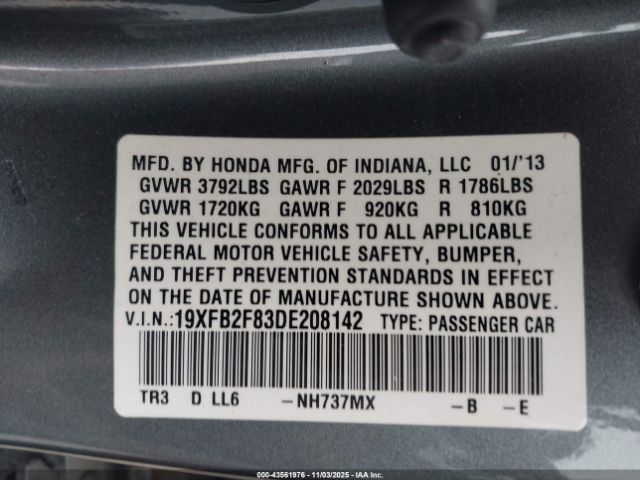 MFD. BY HONDA MFG. OF INDIANA, LLC 01/'13
GVWR 3792LBS GAWR F 2029LBS R 1786LBS
GVWR 1720KG GAWR F 920KG R 810KG
THIS VEHICLE CONFORMS TO ALL APPLICABLE
FEDERAL MOTOR VEHICLE SAFETY, BUMPER,
AND THEFT PREVENTION STANDARDS IN EFFECT
ON THE DATE OF MANUFACTURE SHOWN ABOVE.
V.I.N.:19XFB2F83DE208142 TYPE: PASSENGER CAR
TR3 D LL6 -NH737MX -B -E
000-43561976 - 11/03/2025 - IAA Inc.